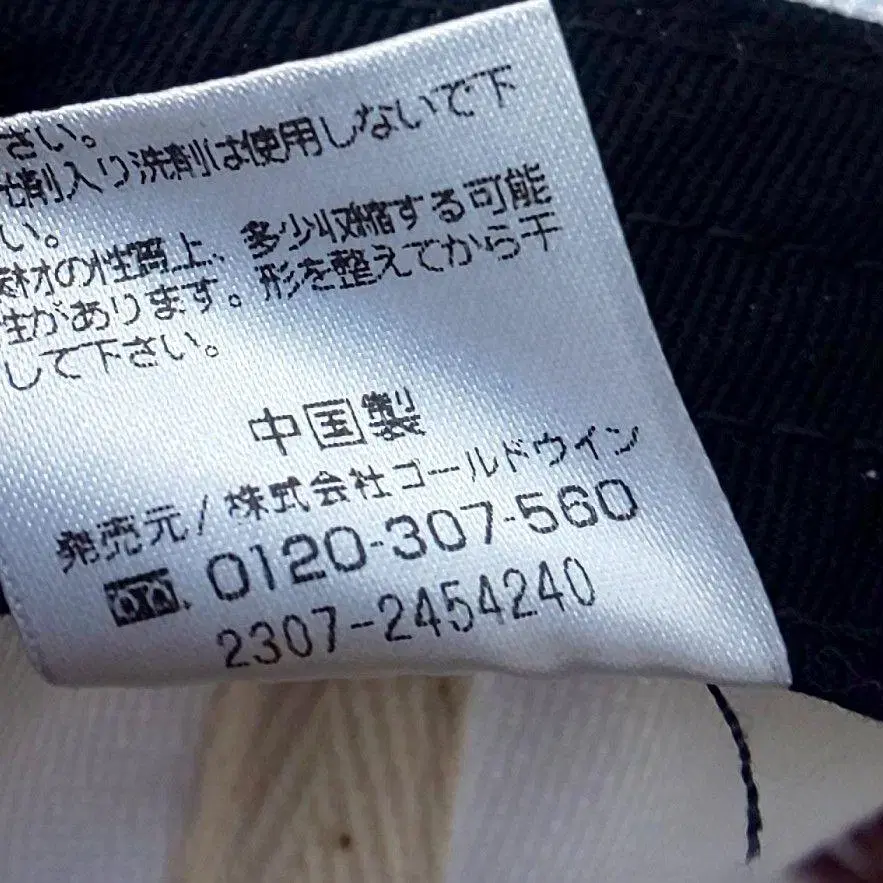 さい。
光剤入り洗剤は使用しないで下
い。
素材の性質上、多少収縮する可能
性があります。形を整えてから干
して下さい。
中国製
発売元/株式会社ゴールドウイン
0120-307-560
2307-2454240